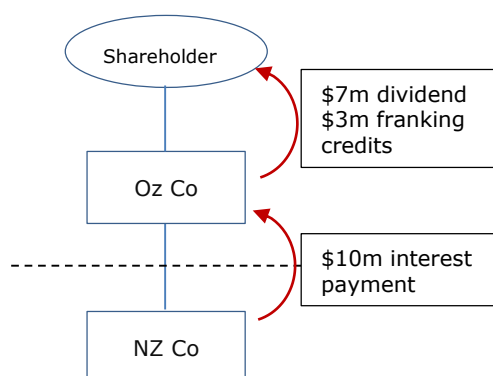 Shareholder
$7m dividend
$3m franking
credits
Oz Co
$10m interest
payment
NZ Co